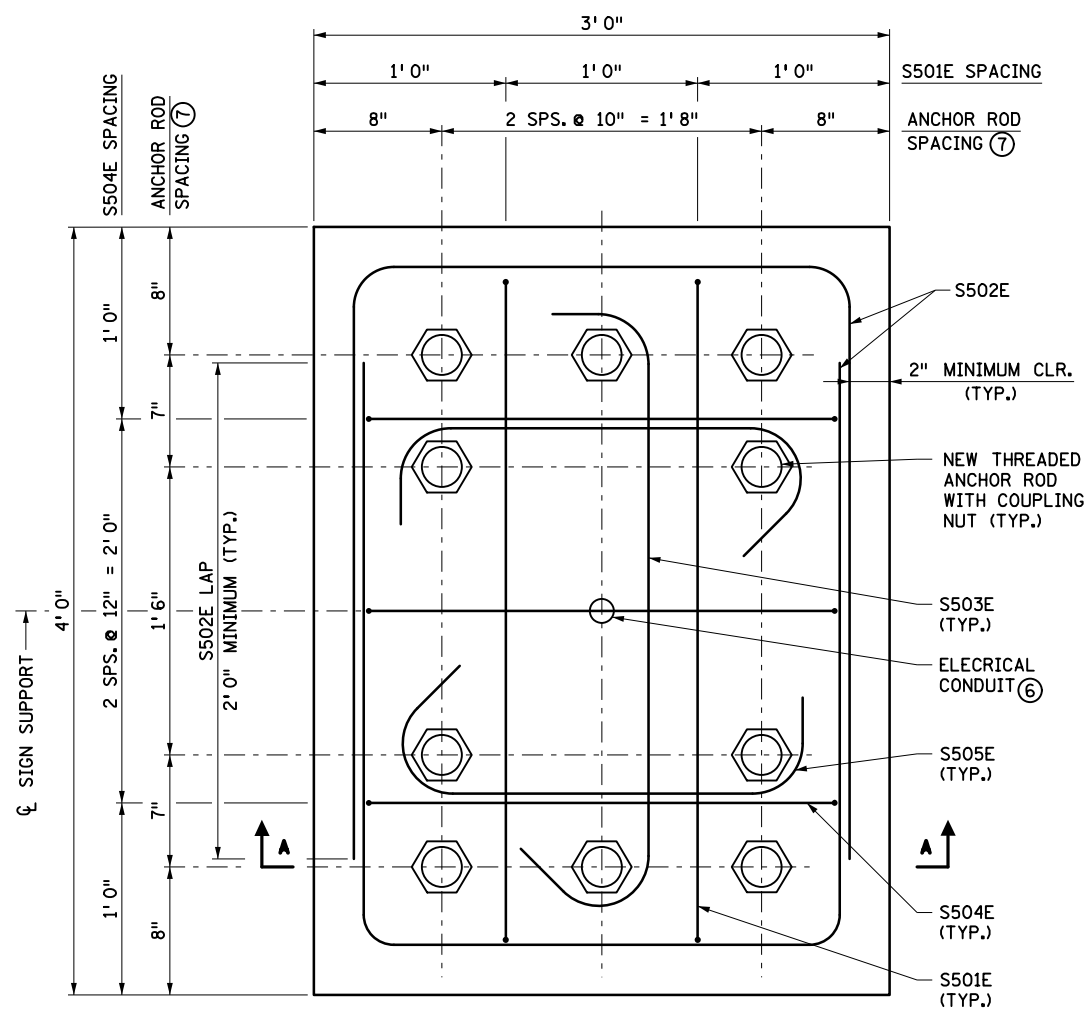 3'0"
1'0"
1'0"
1'0"
S501E SPACING
8"
2 SPS. @ 10" = 1'8"
8"
ANCHOR ROD
SPACING ⑦
S504E SPACING
ANCHOR ROD
SPACING ⑦
4'0"
1'0"
2 SPS. @ 12" = 2'0"
1'0"
8"
7"
1'6"
7"
8"
S502E LAP
2'0" MINIMUM (TYP.)
℄ SIGN SUPPORT
S502E
2" MINIMUM CLR.
(TYP.)
NEW THREADED
ANCHOR ROD
WITH COUPLING
NUT (TYP.)
S503E
(TYP.)
ELECRICAL
CONDUIT ⑥
S505E
(TYP.)
A
A
S504E
(TYP.)
S501E
(TYP.)